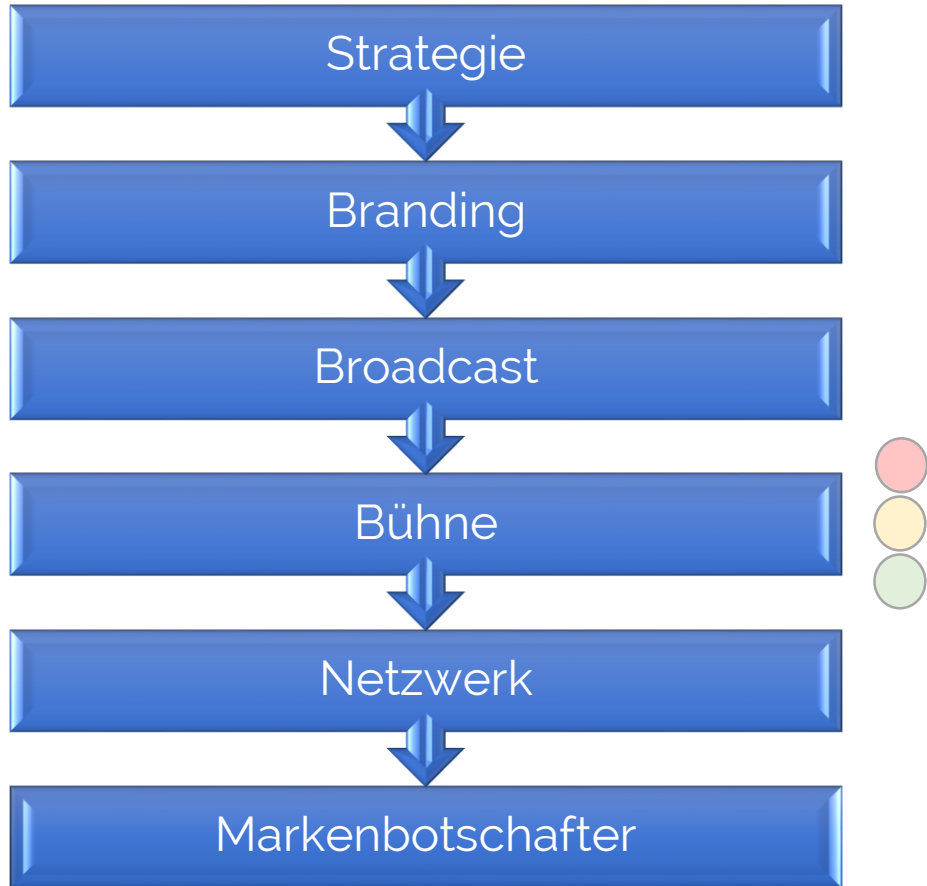 Strategie
Branding
Broadcast
Bühne
Netzwerk
Markenbotschafter